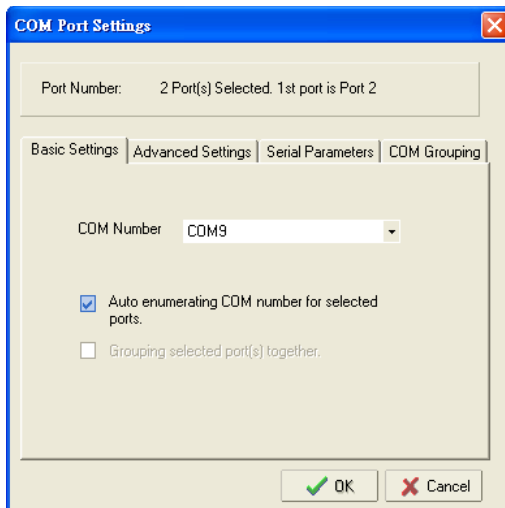 COM Port Settings
Port Number: 2 Port(s) Selected. 1st port is Port 2
Basic Settings Advanced Settings Serial Parameters COM Grouping
COM Number COM9
Auto enumerating COM number for selected
ports.
Grouping selected port(s) together.
OK Cancel